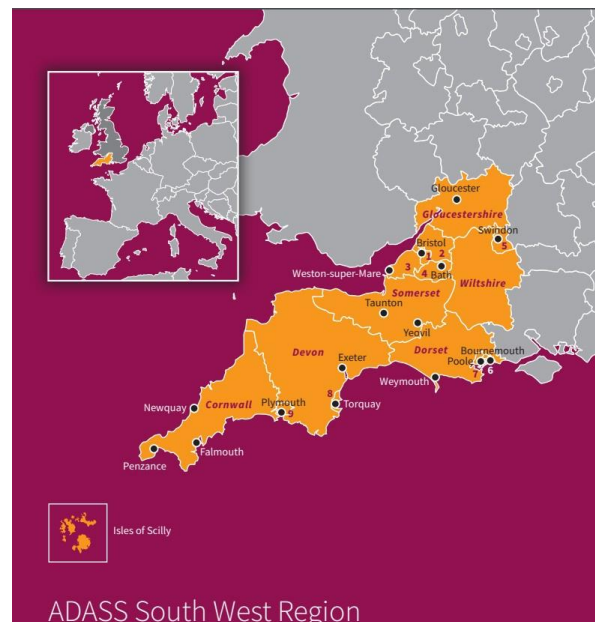 Gloucester
Gloucestershire
Swindon
5
Bristol
1 2
3
4 Bath
Weston-super-Mare
Wiltshire
Somerset
Taunton
Yeovil
Devon
Dorset
Exeter
Bournemouth
Poole
6
7
Weymouth
8
Torquay
Plymouth
9
Newquay
Cornwall
Falmouth
Penzance
Isles of Scilly
ADASS South West Region